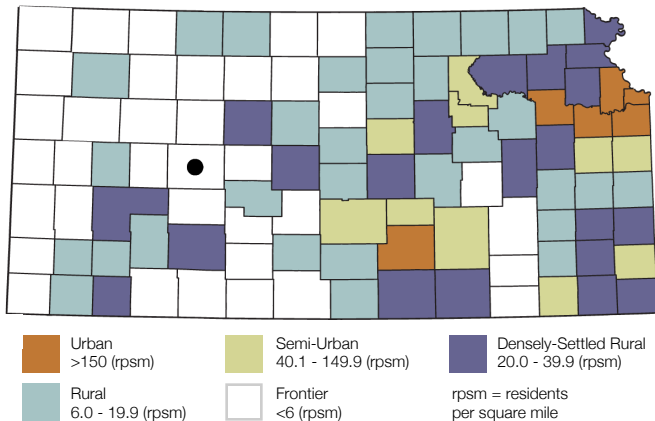 Urban
>150 (rpsm)
Semi-Urban
40.1 - 149.9 (rpsm)
Densely-Settled Rural
20.0 - 39.9 (rpsm)
Rural
6.0 - 19.9 (rpsm)
Frontier
<6 (rpsm)
rpsm = residents
per square mile